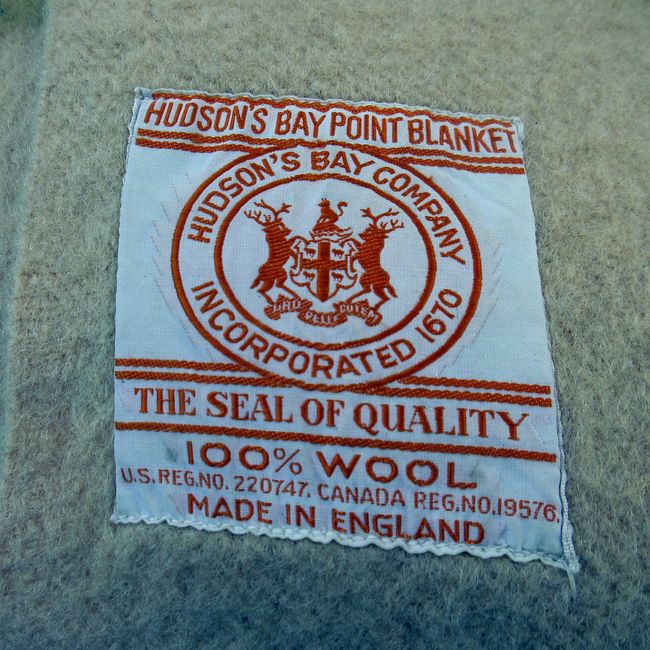 HUDSON'S BAY POINT BLANKET
HUDSON'S BAY COMPANY
INCORPORATED 1670
PRO PELLE CUTEM
THE SEAL OF QUALITY
100% WOOL
U.S. REG.NO. 220747. CANADA REG.NO.19576.
MADE IN ENGLAND